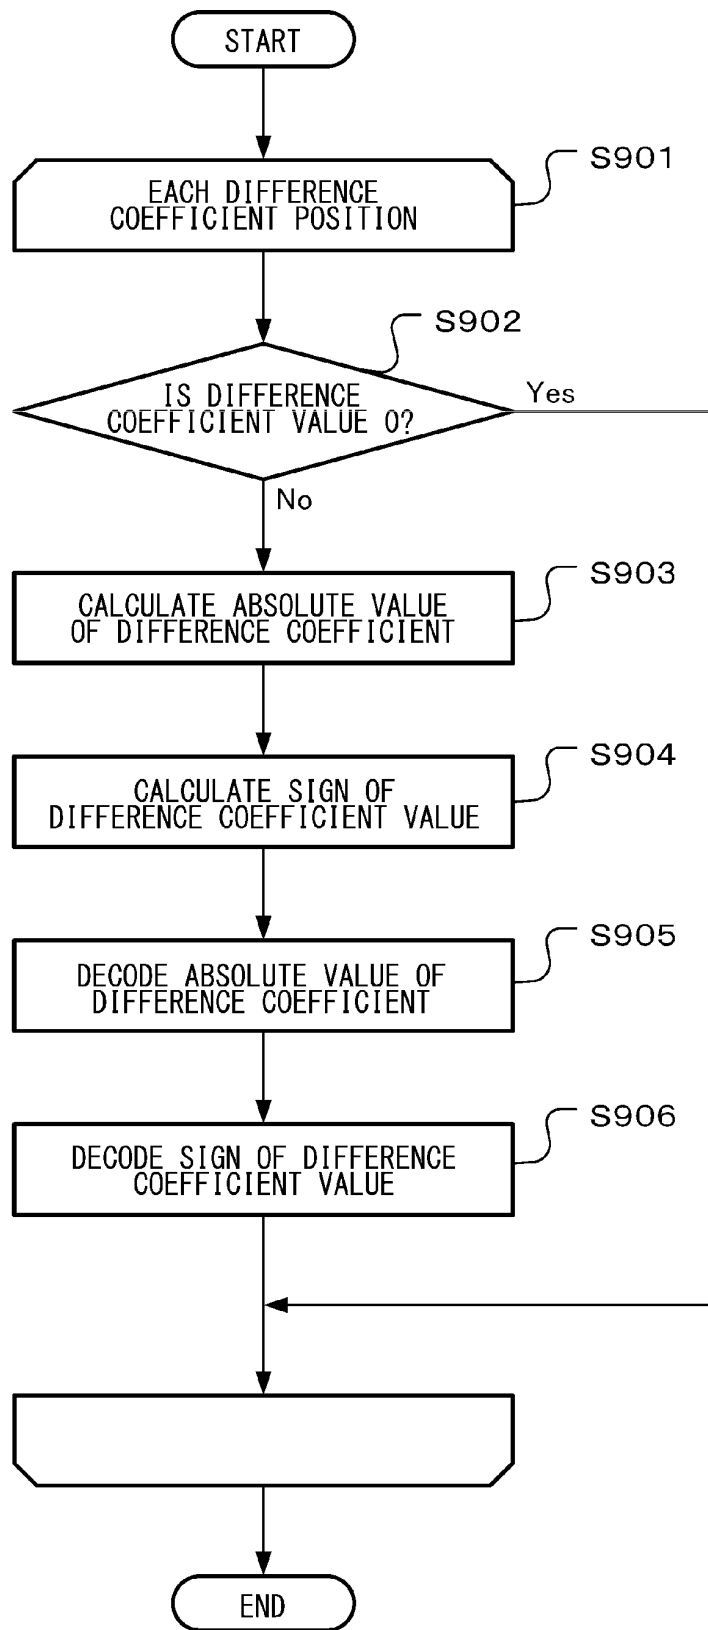 START
S901
EACH DIFFERENCE
COEFFICIENT POSITION
S902
IS DIFFERENCE
COEFFICIENT VALUE 0?
Yes
No
S903
CALCULATE ABSOLUTE VALUE
OF DIFFERENCE COEFFICIENT
S904
CALCULATE SIGN OF
DIFFERENCE COEFFICIENT VALUE
S905
DECODE ABSOLUTE VALUE OF
DIFFERENCE COEFFICIENT
S906
DECODE SIGN OF DIFFERENCE
COEFFICIENT VALUE
END